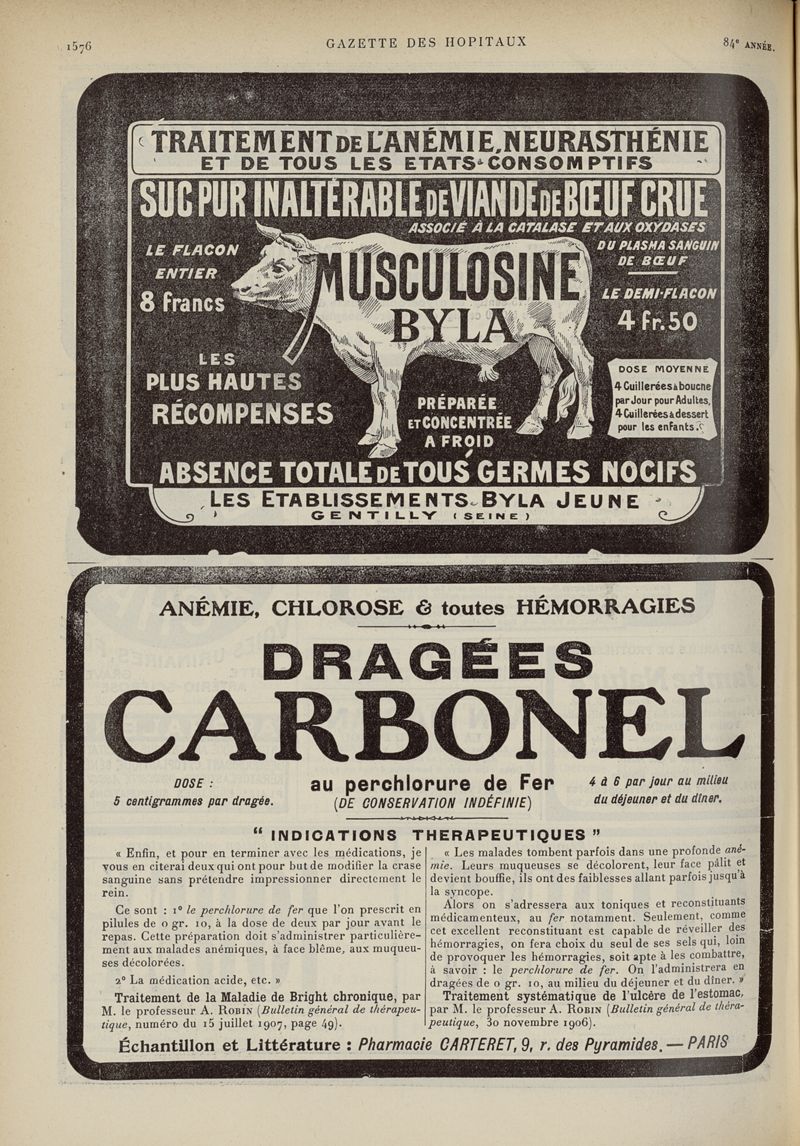 1576
GAZETTE DES HOPITAUX
84e ANNÉE.
TRAITEMENT DE L'ANÉMIE, NEURASTHÉNIE
ET DE TOUS LES ETATS CONSOMPTIFS
SUC PUR INALTÉRABLE DE VIANDE DE BŒUF CRUE
ASSOCIÉ À LA CATALASE ET AUX OXYDASES
DU PLASMA SANGUIN
DE BŒUF
LE FLACON
ENTIER
8 Francs
MUSCULOSINE
BYLA
LE DEMI-FLACON
4 Fr.50
LES
PLUS HAUTES
RÉCOMPENSES
PRÉPARÉE
ET CONCENTRÉE
A FROID
DOSE MOYENNE
4 Cuillerées à bouche
par Jour pour Adultes,
4 Cuillerées à dessert
pour les enfants.
ABSENCE TOTALE DE TOUS GERMES NOCIFS
LES ETABLISSEMENTS BYLA JEUNE
GENTILLY (SEINE)
ANÉMIE, CHLOROSE & toutes HÉMORRAGIES
DRAGÉES
CARBONEL
DOSE :
5 centigrammes par dragée.
au perchlorure de Fer
(DE CONSERVATION INDÉFINIE)
4 à 6 par jour au milieu
du déjeuner et du dîner.
“ INDICATIONS THERAPEUTIQUES ”
« Enfin, et pour en terminer avec les médications, je
vous en citerai deux qui ont pour but de modifier la crase
sanguine sans prétendre impressionner directement le
rein.
Ce sont : 1° le perchlorure de fer que l'on prescrit en
pilules de 0 gr. 10, à la dose de deux par jour avant le
repas. Cette préparation doit s'administrer particulière-
ment aux malades anémiques, à face blême, aux muqueu-
ses décolorées.
2° La médication acide, etc. »
Traitement de la Maladie de Bright chronique, par
M. le professeur A. ROBIN (Bulletin général de thérapeu-
tique, numéro du 15 juillet 1907, page 49).
« Les malades tombent parfois dans une profonde ané-
mie. Leurs muqueuses se décolorent, leur face pâlit et
devient bouffie, ils ont des faiblesses allant parfois jusqu'à
la syncope.
Alors on s'adressera aux toniques et reconstituants
médicamenteux, au fer notamment. Seulement, comme
cet excellent reconstituant est capable de réveiller des
hémorragies, on fera choix du seul de ses sels qui, loin
de provoquer les hémorragies, soit apte à les combattre,
à savoir : le perchlorure de fer. On l'administrera en
dragées de 0 gr. 10, au milieu du déjeuner et du dîner. »
Traitement systématique de l'ulcère de l'estomac,
par M. le professeur A. ROBIN (Bulletin général de théra-
peutique, 30 novembre 1906).
Échantillon et Littérature : Pharmacie CARTERET, 9, r. des Pyramides. — PARIS